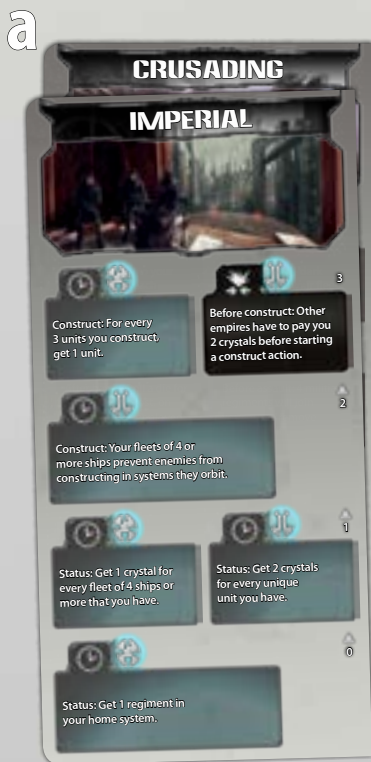 a
CRUSADING
IMPERIAL
3
Construct: For every
3 units you construct,
get 1 unit.
Before construct: Other
empires have to pay you
2 crystals before starting
a construct action.
2
Construct: Your fleets of 4 or
more ships prevent enemies from
constructing in systems they orbit.
1
Status: Get 1 crystal for
every fleet of 4 ships or
more that you have.
Status: Get 2 crystals
for every unique
unit you have.
0
Status: Get 1 regiment in
your home system.